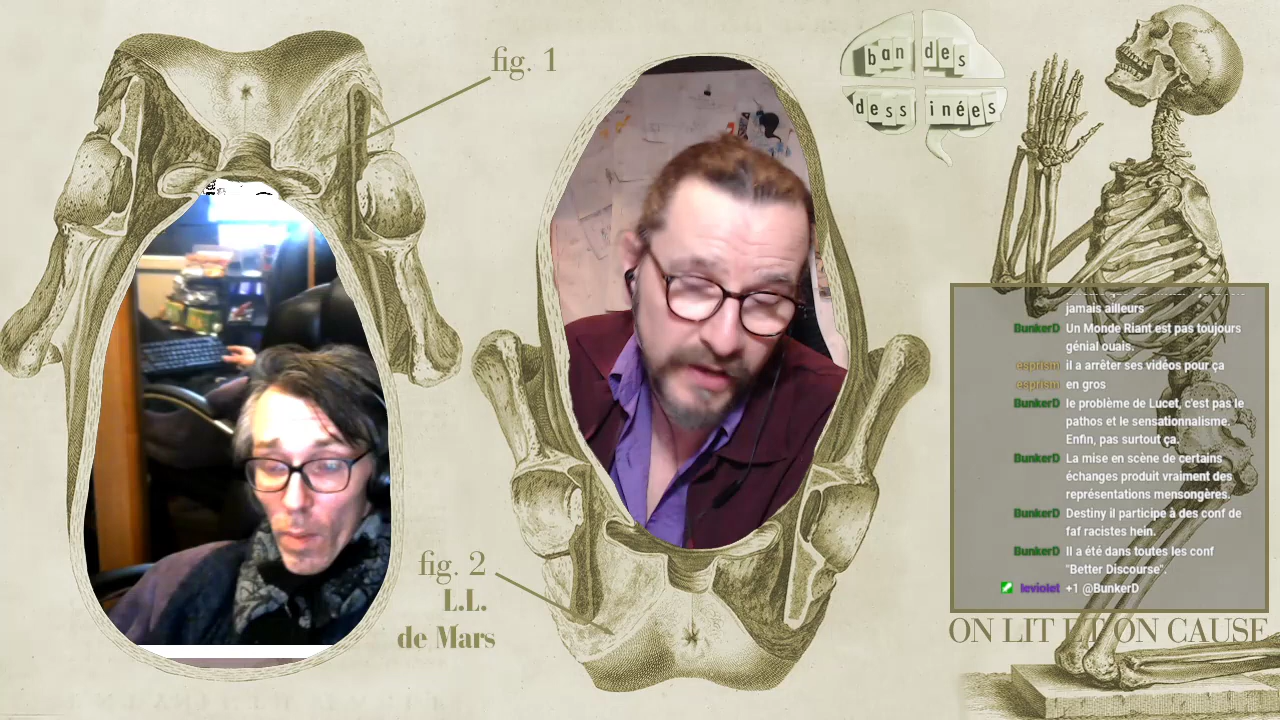 fig. 1
bandes
dessinées
fig. 2
L.L.
de Mars
jamais ailleurs
BunkerD Un Monde Riant est pas toujours
génial ouais.
esprism il a arrêter ses vidéos pour ça
esprism en gros
BunkerD le problème de Lucet, c'est pas le
pathos et le sensationnalisme.
Enfin, pas surtout ça.
BunkerD La mise en scène de certains
échanges produit vraiment des
représentations mensongères.
BunkerD Destiny il participe à des conf de
faf racistes hein.
BunkerD Il a été dans toutes les conf
"Better Discourse".
leviolet +1 @BunkerD
ON LIT ET ON CAUSE